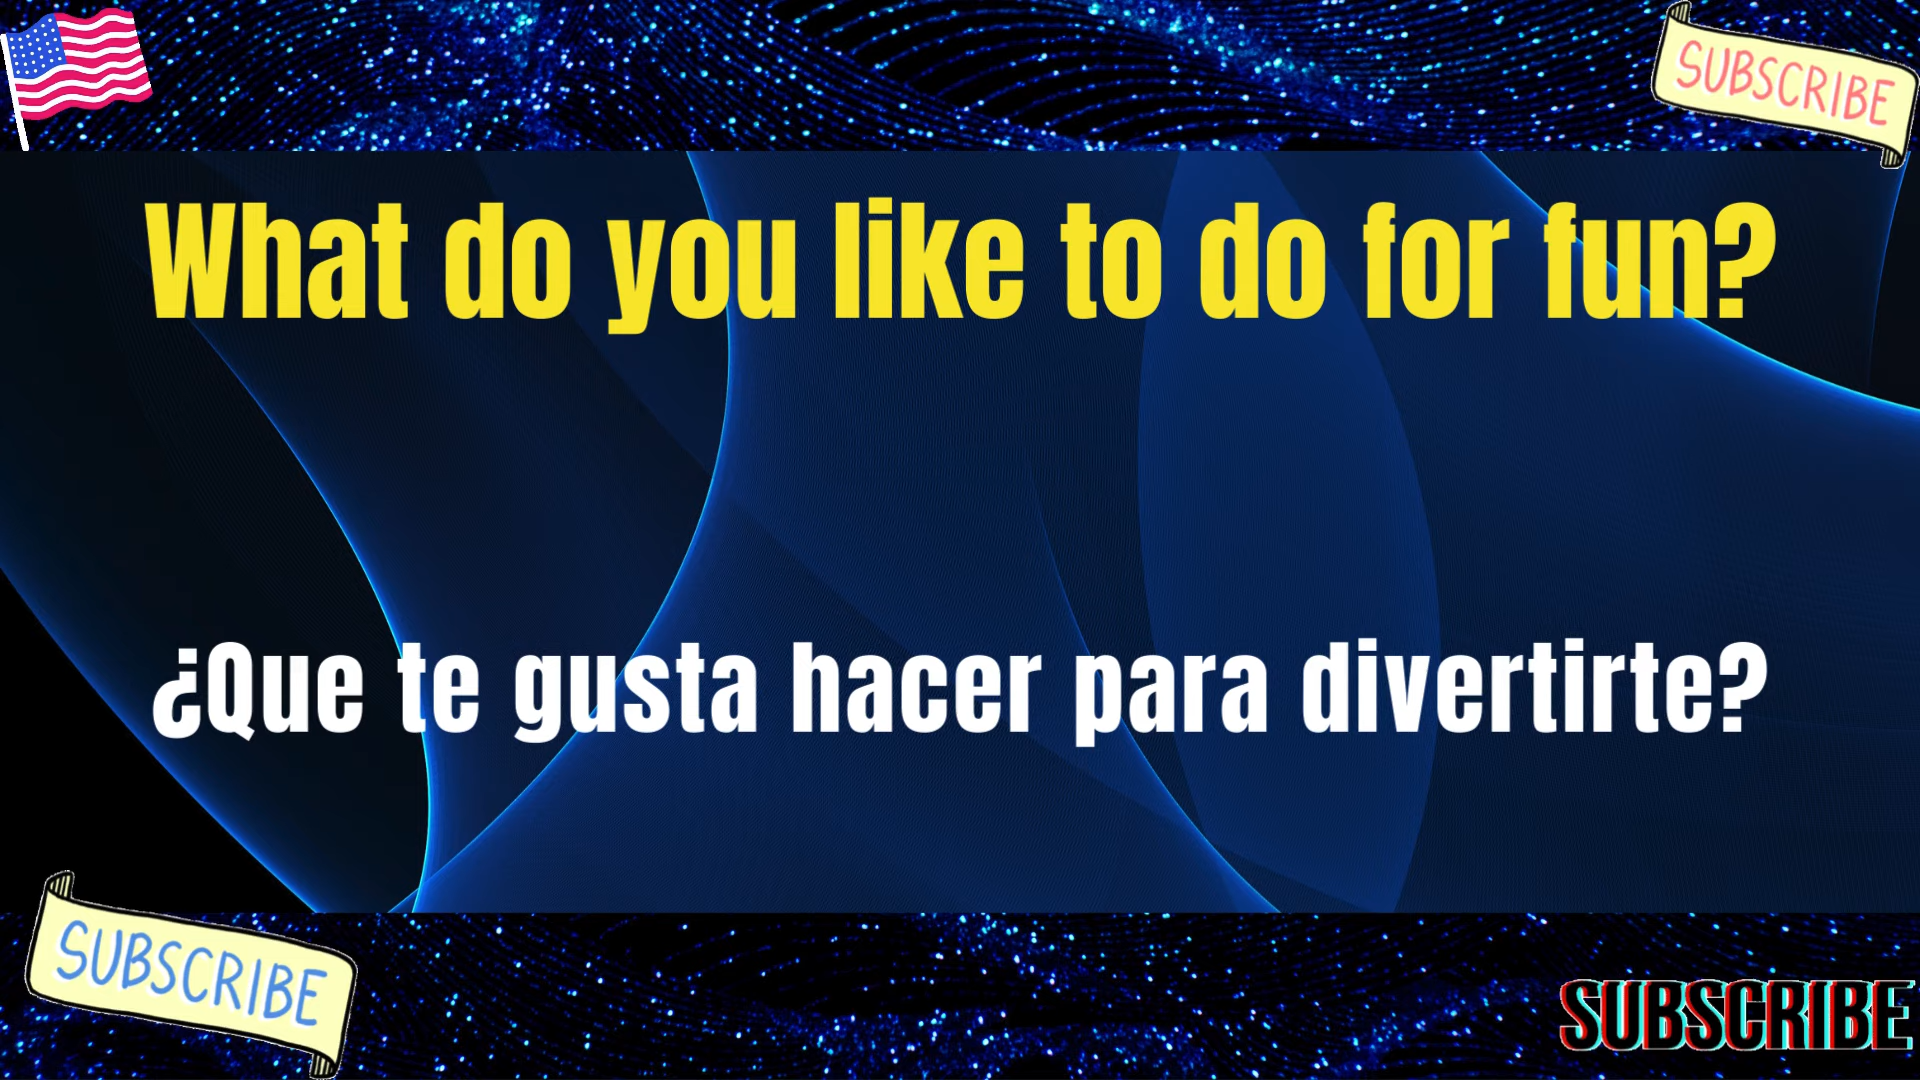 SUBSCRIBE
What do you like to do for fun?
¿Que te gusta hacer para divertirte?
SUBSCRIBE
SUBSCRIBE